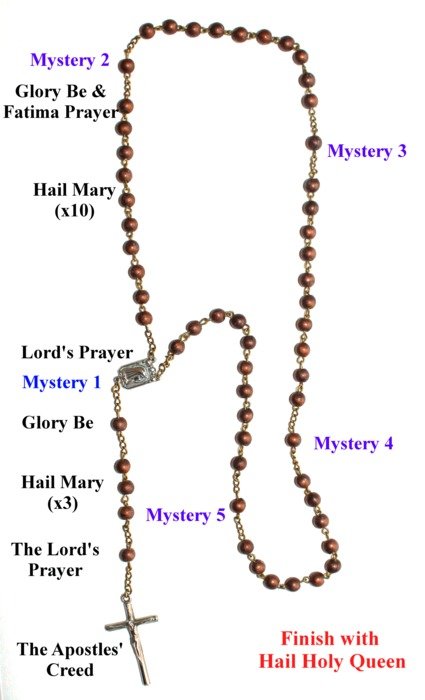 Mystery 2
Glory Be &
Fatima Prayer
Mystery 3
Hail Mary
(x10)
Lord's Prayer
Mystery 1
Glory Be
Mystery 4
Hail Mary
(x3)
Mystery 5
The Lord's
Prayer
The Apostles'
Creed
Finish with
Hail Holy Queen